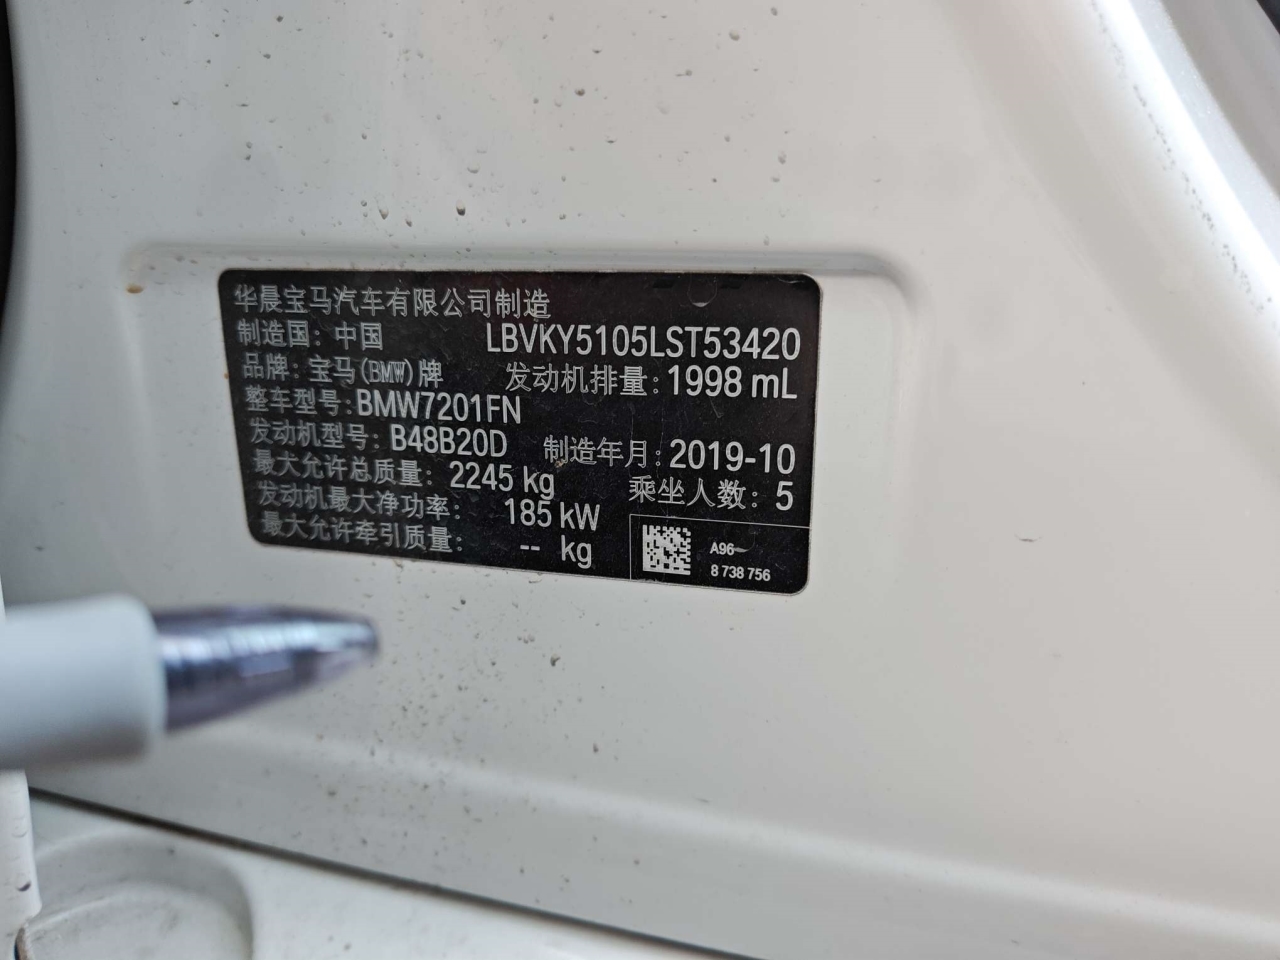 华晨宝马汽车有限公司制造
制造国：中国 LBVKY5105LST53420
品牌：宝马(BMW)牌 发动机排量：1998 mL
整车型号：BMW7201FN
发动机型号：B48B20D 制造年月：2019-10
最大允许总质量：2245 kg 乘坐人数：5
发动机最大净功率：185 kW
最大允许牵引质量：-- kg
A96-
8 738 756